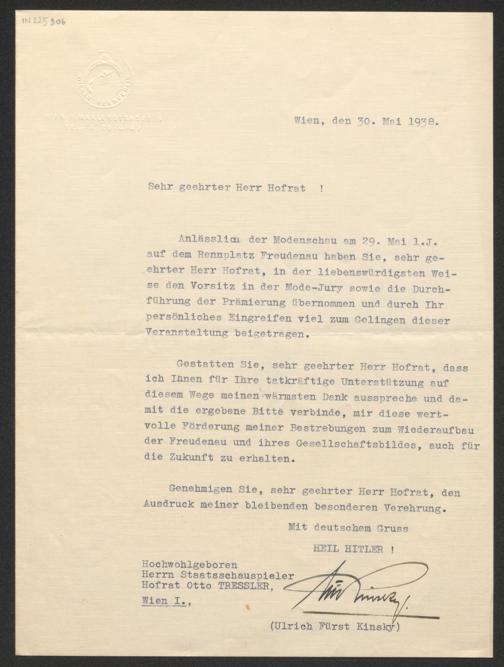 IN 225 906
Wien, den 30. Mai 1938.
Sehr geehrter Herr Hofrat !
Anlässlich der Modenschau am 29. Mai l.J.
auf dem Rennplatz Freudenau haben Sie, sehr ge-
ehrter Herr Hofrat, in der liebenswürdigsten Wei-
se den Vorsitz in der Mode-Jury sowie die Durch-
führung der Prämierung übernommen und durch Ihr
persönliches Eingreifen viel zum Gelingen dieser
Veranstaltung beigetragen.
Gestatten Sie, sehr geehrter Herr Hofrat, dass
ich Ihnen für Ihre tatkräftige Unterstützung auf
diesem Wege meinen wärmsten Dank ausspreche und da-
mit die ergebene Bitte verbinde, mir diese wert-
volle Förderung meiner Bestrebungen zum Wiederaufbau
der Freudenau und ihres Gesellschaftsbildes, auch für
die Zukunft zu erhalten.
Genehmigen Sie, sehr geehrter Herr Hofrat, den
Ausdruck meiner bleibenden besonderen Verehrung.
Mit deutschem Gruss
HEIL HITLER !
Hochwohlgeboren
Herrn Staatsschauspieler
Hofrat Otto TRESSLER,
Wien I.,
(Ulrich Fürst Kinsky)